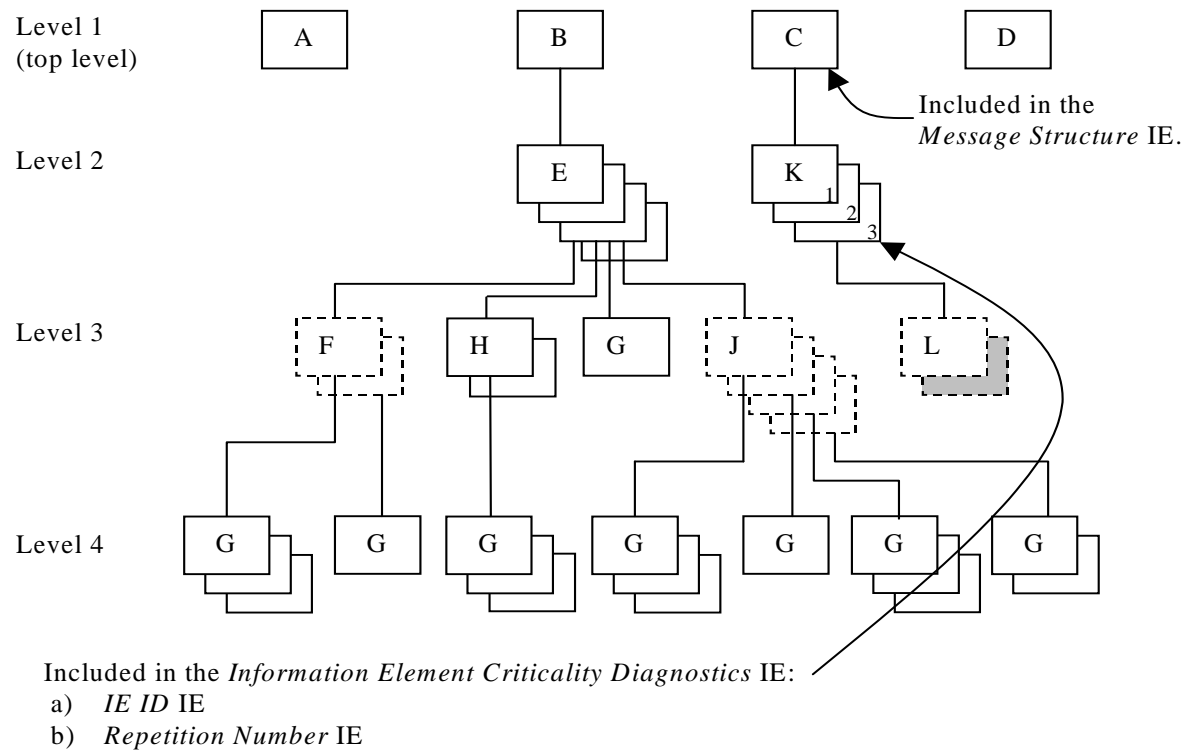 Level 1
(top level)
A
B
C
D
Included in the
Message Structure IE.
Level 2
E
K
1
2
3
Level 3
F
H
G
J
L
Level 4
G
G
G
G
G
G
G
Included in the Information Element Criticality Diagnostics IE:
a) IE ID IE
b) Repetition Number IE